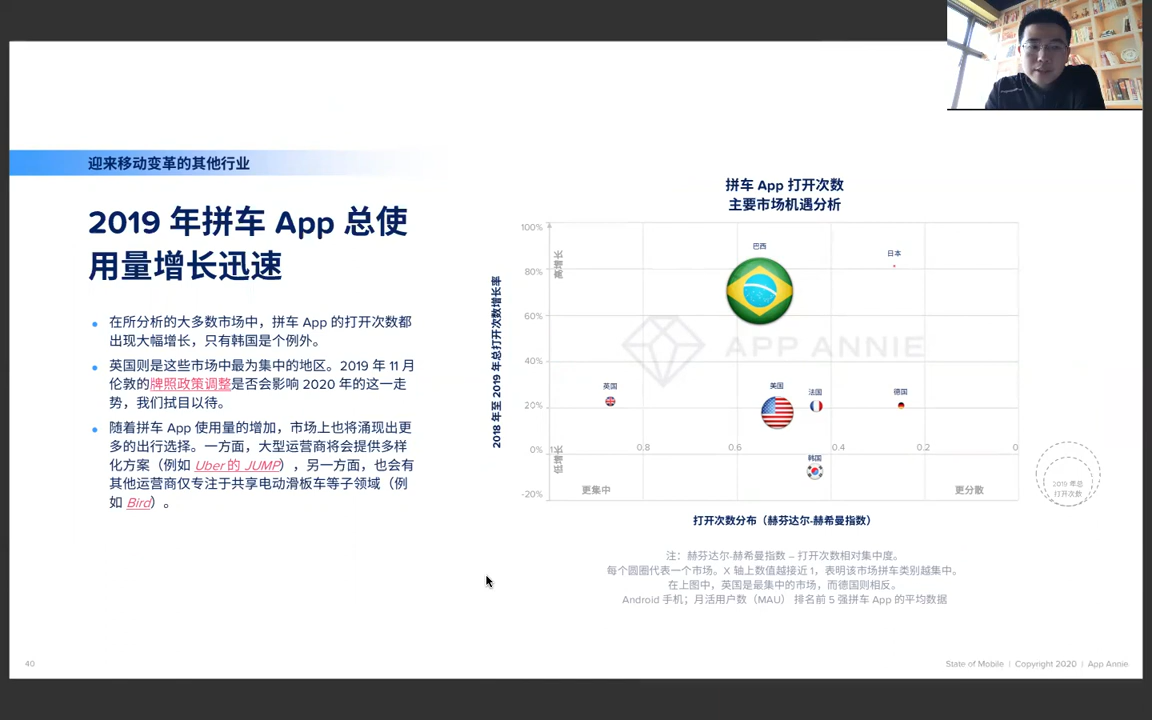 迎来移动变革的其他行业
2019 年拼车 App 总使
用量增长迅速
在所分析的大多数市场中，拼车 App 的打开次数都
出现大幅增长，只有韩国是个例外。
英国则是这些市场中最为集中的地区。2019 年 11 月
伦敦的牌照政策调整是否会影响 2020 年的这一走
势，我们拭目以待。
随着拼车 App 使用量的增加，市场上也将涌现出更
多的出行选择。一方面，大型运营商将会提供多样
化方案（例如 Uber 的 JUMP），另一方面，也会有
其他运营商仅专注于共享电动滑板车等子领域（例
如 Bird）。
拼车 App 打开次数
主要市场机遇分析
2018 年至 2019 年总打开次数增长率
100%
80%
60%
40%
20%
0%
-20%
高增长
低增长
巴西
日本
APP ANNIE
英国
美国
法国
德国
韩国
0.8
0.6
0.4
0.2
0
更集中
更分散
2019 年总
打开次数
打开次数分布（赫芬达尔-赫希曼指数）
注：赫芬达尔-赫希曼指数 – 打开次数相对集中度。
每个圆圈代表一个市场。X 轴上数值越接近 1，表明该市场拼车类别越集中。
在上图中，英国是最集中的市场，而德国则相反。
Android 手机；月活用户数（MAU） 排名前 5 强拼车 App 的平均数据
40
State of Mobile | Copyright 2020 | App Annie